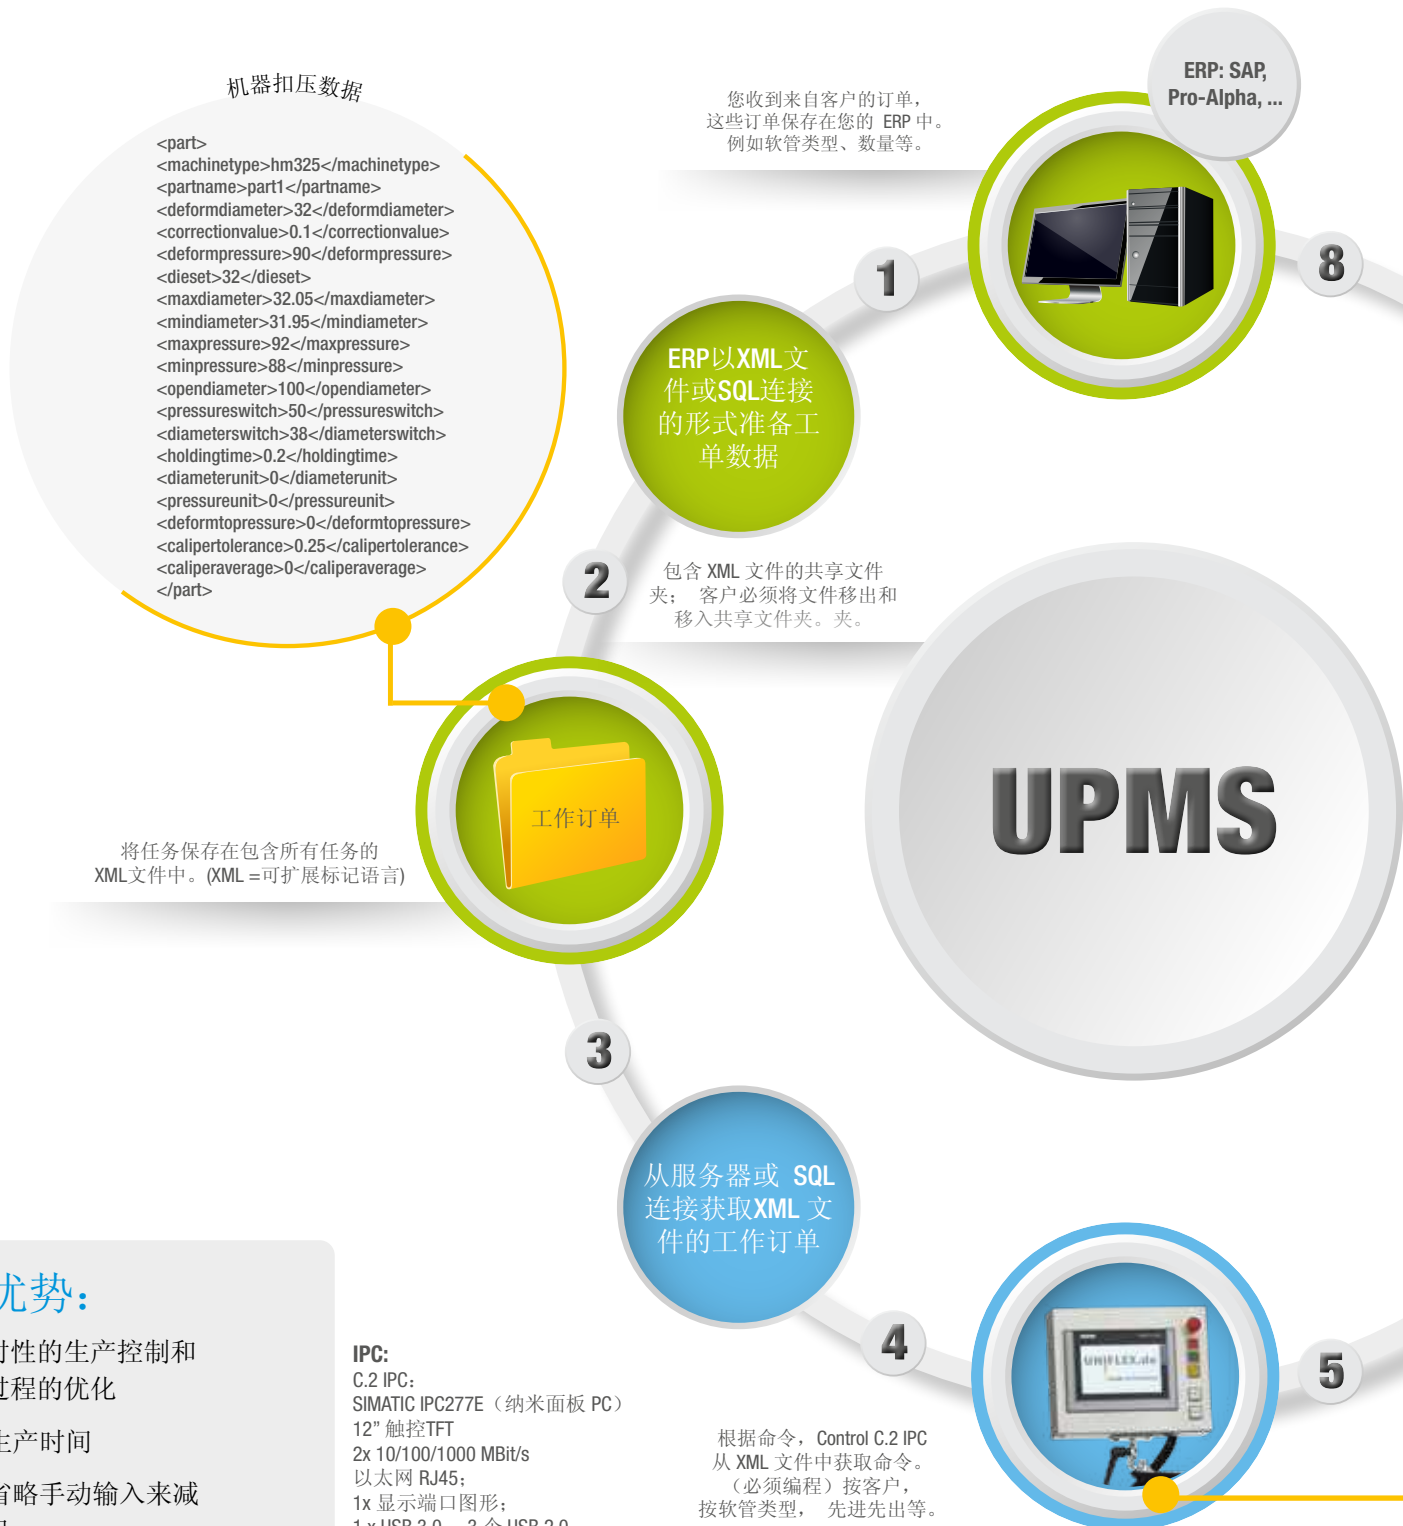 机器扣压数据
<part>
<machinetype>hm325</machinetype>
<partname>part1</partname>
<deformdiameter>32</deformdiameter>
<correctionvalue>0.1</correctionvalue>
<deformpressure>90</deformpressure>
<dieset>32</dieset>
<maxdiameter>32.05</maxdiameter>
<mindiameter>31.95</mindiameter>
<maxpressure>92</maxpressure>
<minpressure>88</minpressure>
<opendiameter>100</opendiameter>
<pressureswitch>50</pressureswitch>
<diameterswitch>38</diameterswitch>
<holdingtime>0.2</holdingtime>
<diameterunit>0</diameterunit>
<pressureunit>0</pressureunit>
<deformtopressure>0</deformtopressure>
<calipertolerance>0.25</calipertolerance>
<caliperaverage>0</caliperaverage>
</part>
您收到来自客户的订单，
这些订单保存在您的 ERP 中。
例如软管类型、数量等。
ERP: SAP,
Pro-Alpha, ...
1
8
ERP以XML文
件或SQL连接
的形式准备工
单数据
2
包含 XML 文件的共享文件
夹； 客户必须将文件移出和
移入共享文件夹。夹。
工作订单
将任务保存在包含所有任务的
XML文件中。(XML =可扩展标记语言)
UPMS
3
从服务器或 SQL
连接获取XML 文
件的工作订单
4
UNIFLEX.de
5
根据命令，Control C.2 IPC
从 XML 文件中获取命令。
（必须编程）按客户，
按软管类型， 先进先出等。
优势：
对性的生产控制和
过程的优化
生产时间
省略手动输入来减
IPC:
C.2 IPC：
SIMATIC IPC277E（纳米面板 PC）
12” 触控TFT
2x 10/100/1000 MBit/s
以太网 RJ45；
1x 显示端口图形；
1 x USB 3.0， 3 个 USB 2.0